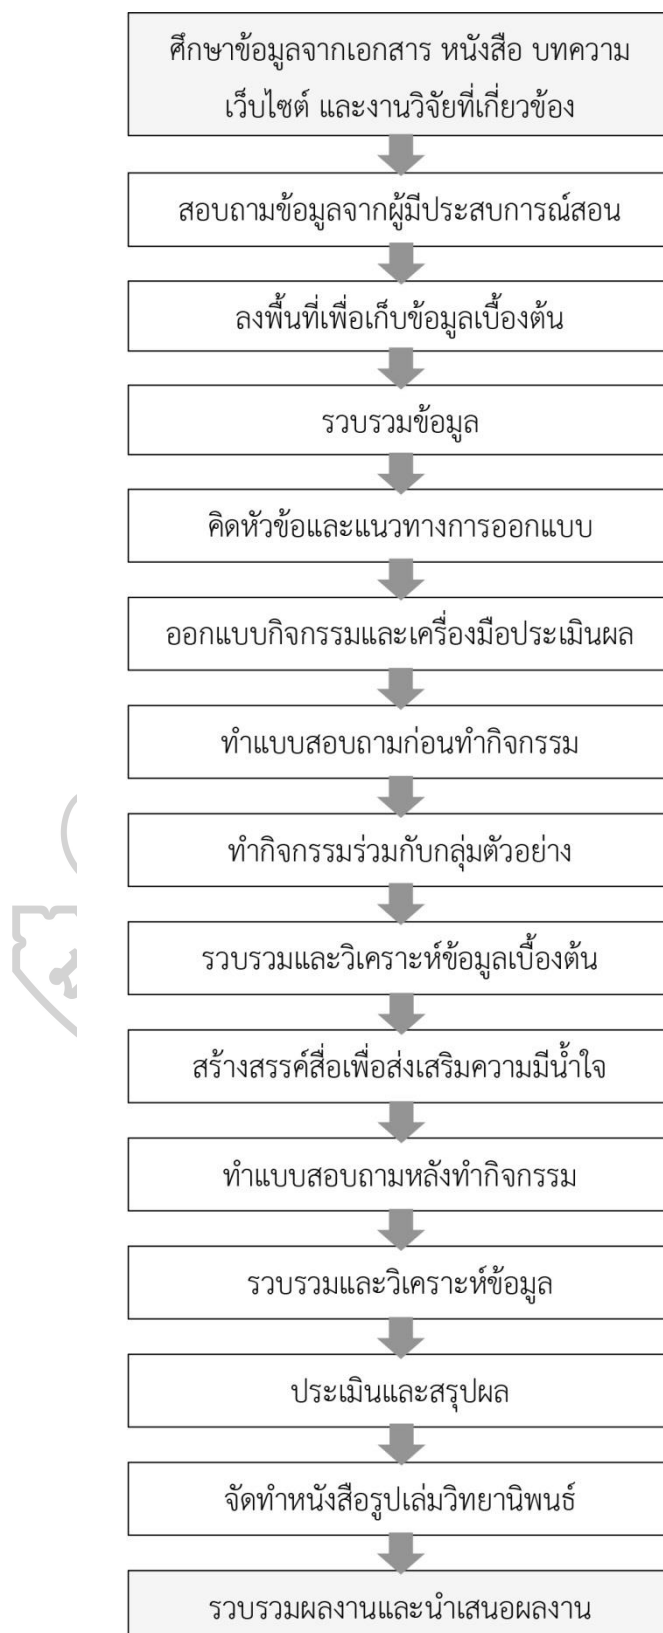 ศึกษาข้อมูลจากเอกสาร หนังสือ บทความ
เว็บไซต์ และงานวิจัยที่เกี่ยวข้อง
สอบถามข้อมูลจากผู้มีประสบการณ์สอน
ลงพื้นที่เพื่อเก็บข้อมูลเบื้องต้น
รวบรวมข้อมูล
คิดหัวข้อและแนวทางการออกแบบ
ออกแบบกิจกรรมและเครื่องมือประเมินผล
ทำแบบสอบถามก่อนทำกิจกรรม
ทำกิจกรรมร่วมกับกลุ่มตัวอย่าง
รวบรวมและวิเคราะห์ข้อมูลเบื้องต้น
สร้างสรรค์สื่อเพื่อส่งเสริมความมีน้ำใจ
ทำแบบสอบถามหลังทำกิจกรรม
รวบรวมและวิเคราะห์ข้อมูล
ประเมินและสรุปผล
จัดทำหนังสือรูปเล่มวิทยานิพนธ์
รวบรวมผลงานและนำเสนอผลงาน